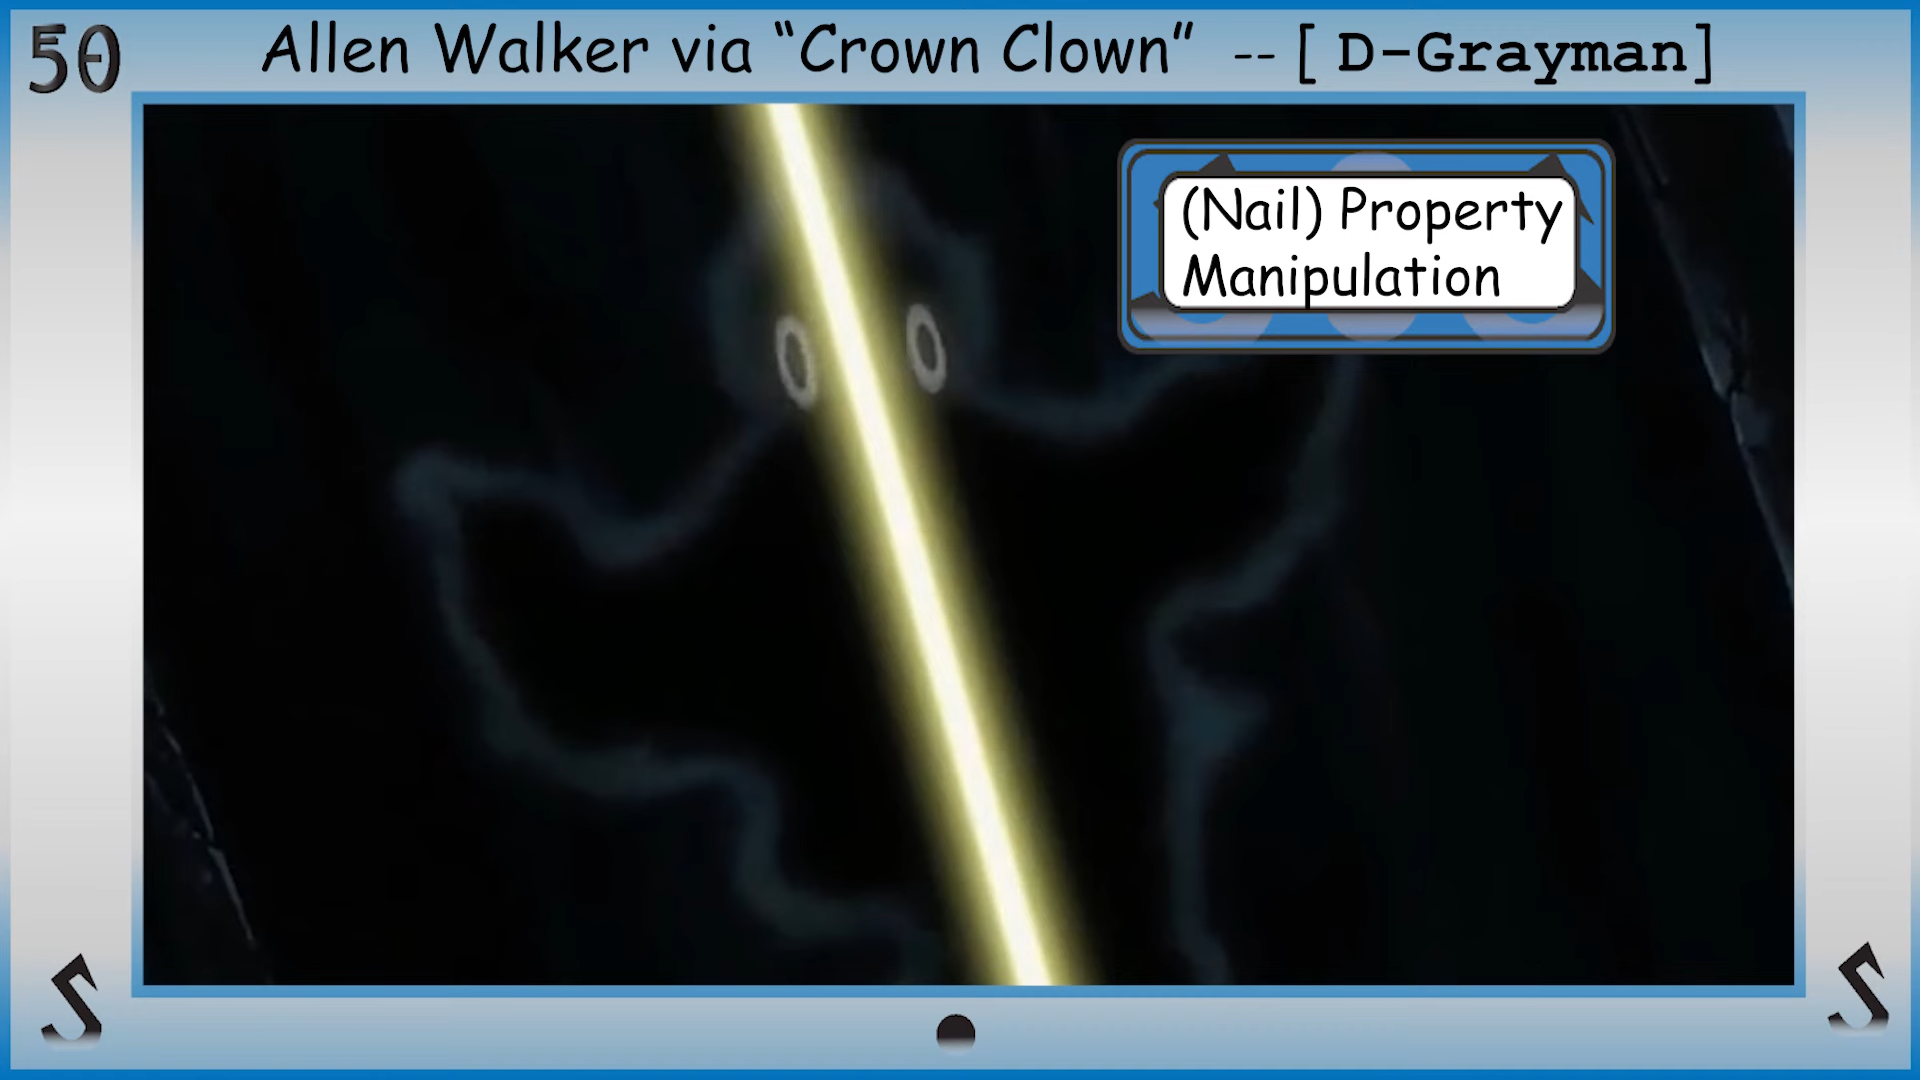 50
Allen Walker via “Crown Clown” -- [ D-Grayman]
(Nail) Property
Manipulation